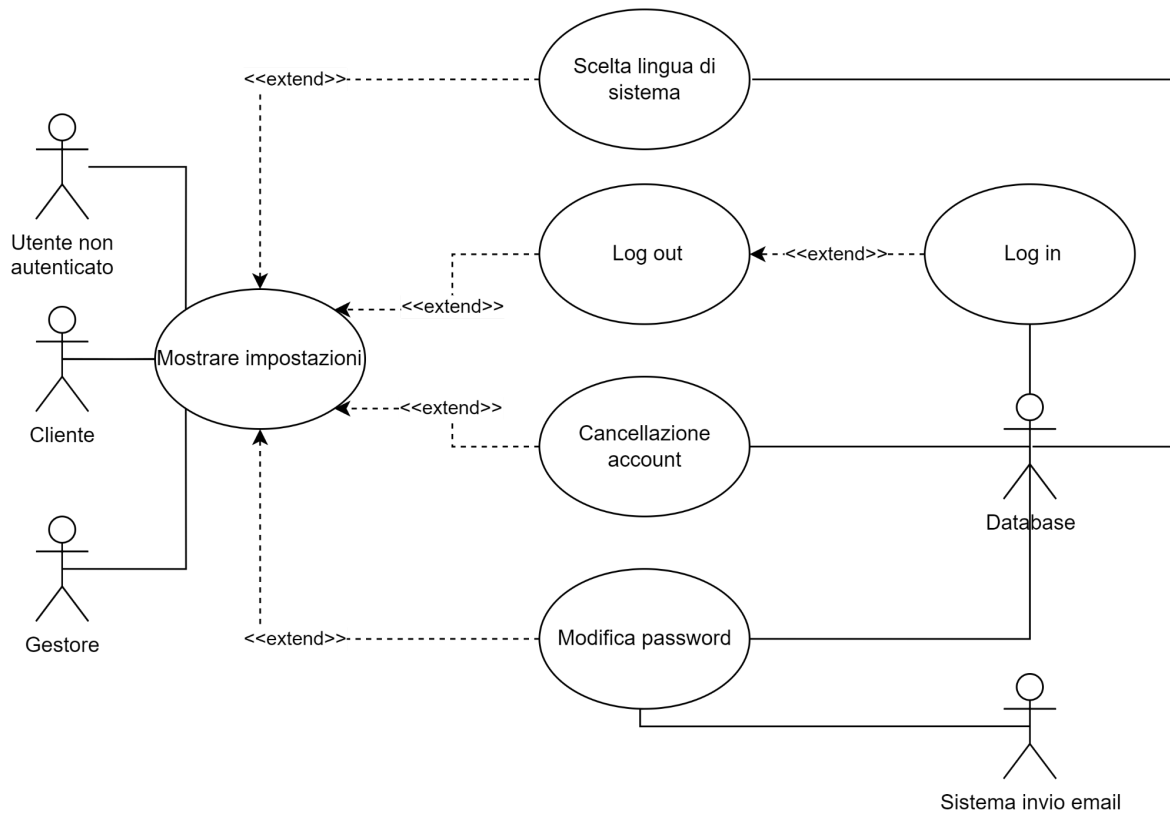 Scelta lingua di
sistema
<<extend>>
Utente non
autenticato
Log out
<<extend>>
Log in
<<extend>>
Mostrare impostazioni
Cliente
<<extend>>
Cancellazione
account
Database
Gestore
<<extend>>
Modifica password
Sistema invio email